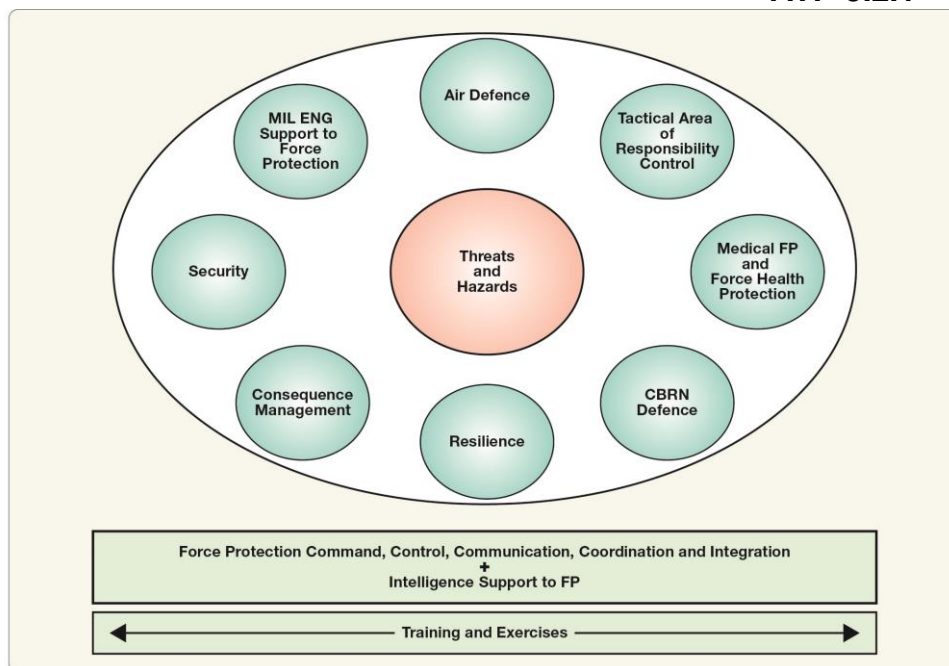 Air Defence
MIL ENG
Support to
Force
Protection
Tactical Area
of
Responsibility
Control
Security
Threats
and
Hazards
Medical FP
and
Force Health
Protection
Consequence
Management
Resilience
CBRN
Defence
Force Protection Command, Control, Communication, Coordination and Integration
+
Intelligence Support to FP
Training and Exercises